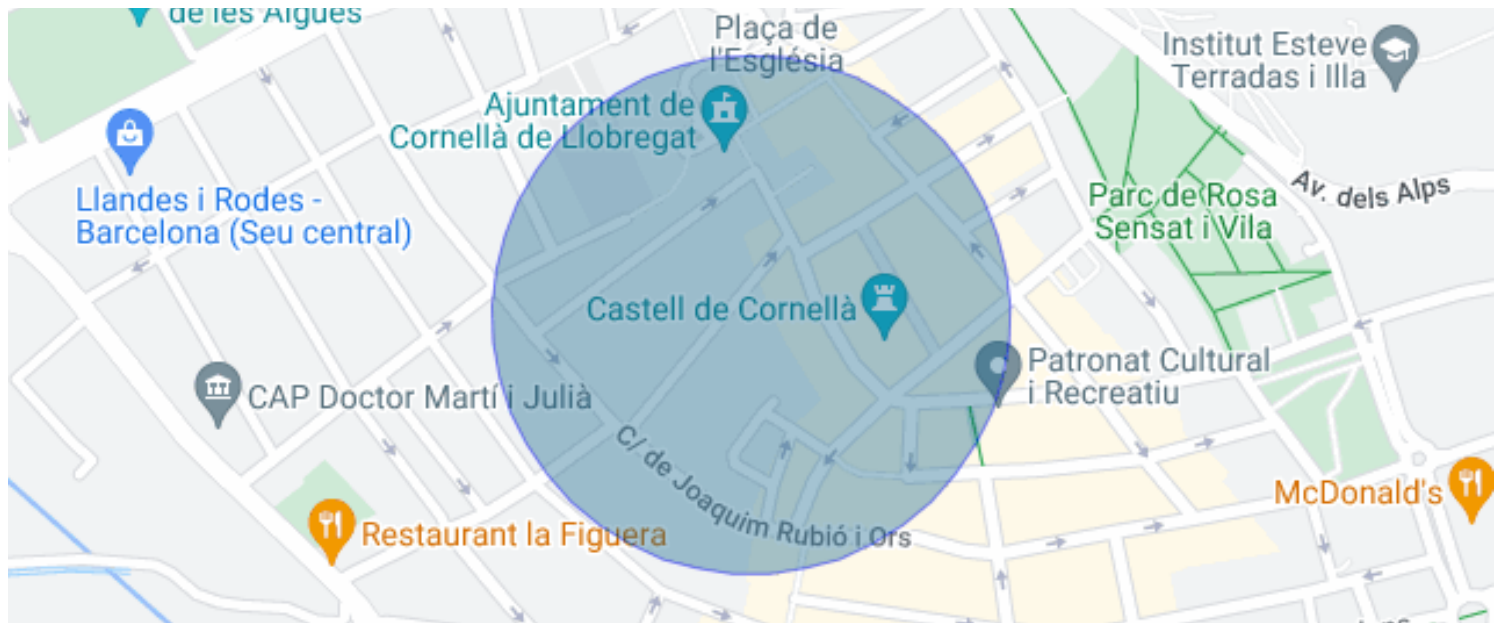 de les Aigües
Plaça de
l'Església
Institut Esteve
Terradas i Illa
Ajuntament de
Cornellà de Llobregat
Llandes i Rodes -
Barcelona (Seu central)
Av. dels Alps
Parc de Rosa
Sensat i Vila
Castell de Cornellà
Patronat Cultural
i Recreatiu
CAP Doctor Martí i Julià
C/ de Joaquim Rubió i Ors
McDonald's
Restaurant la Figuera